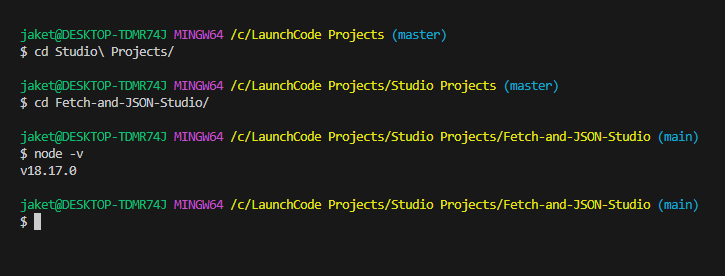 jaket@DESKTOP-TDMR74J MINGW64 /c/LaunchCode Projects (master)
$ cd Studio\ Projects/
jaket@DESKTOP-TDMR74J MINGW64 /c/LaunchCode Projects/Studio Projects (master)
$ cd Fetch-and-JSON-Studio/
jaket@DESKTOP-TDMR74J MINGW64 /c/LaunchCode Projects/Studio Projects/Fetch-and-JSON-Studio (main)
$ node -v
v18.17.0
jaket@DESKTOP-TDMR74J MINGW64 /c/LaunchCode Projects/Studio Projects/Fetch-and-JSON-Studio (main)
$